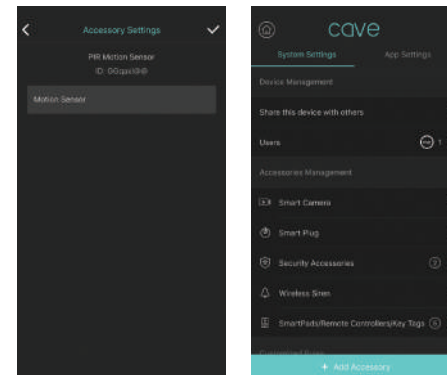 Accessory Settings
PIR Motion Sensor
Motion Sensor
cave
System Settings
App Settings
Device Management
Share this device with others
Users
1
Accessories Management
Smart Camera
Smart Plug
Security Accessories
Wireless Siren
SmartPads/Remote Controllers/Key Tags
+ Add Accessory